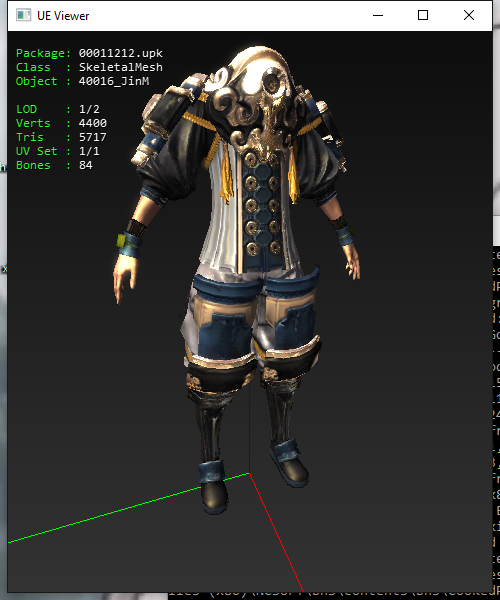 UE Viewer
Package: 00011212.upk
Class : SkeletalMesh
Object : 40016_JinM
LOD : 1/2
Verts : 4400
Tris : 5717
UV Set : 1/1
Bones : 84